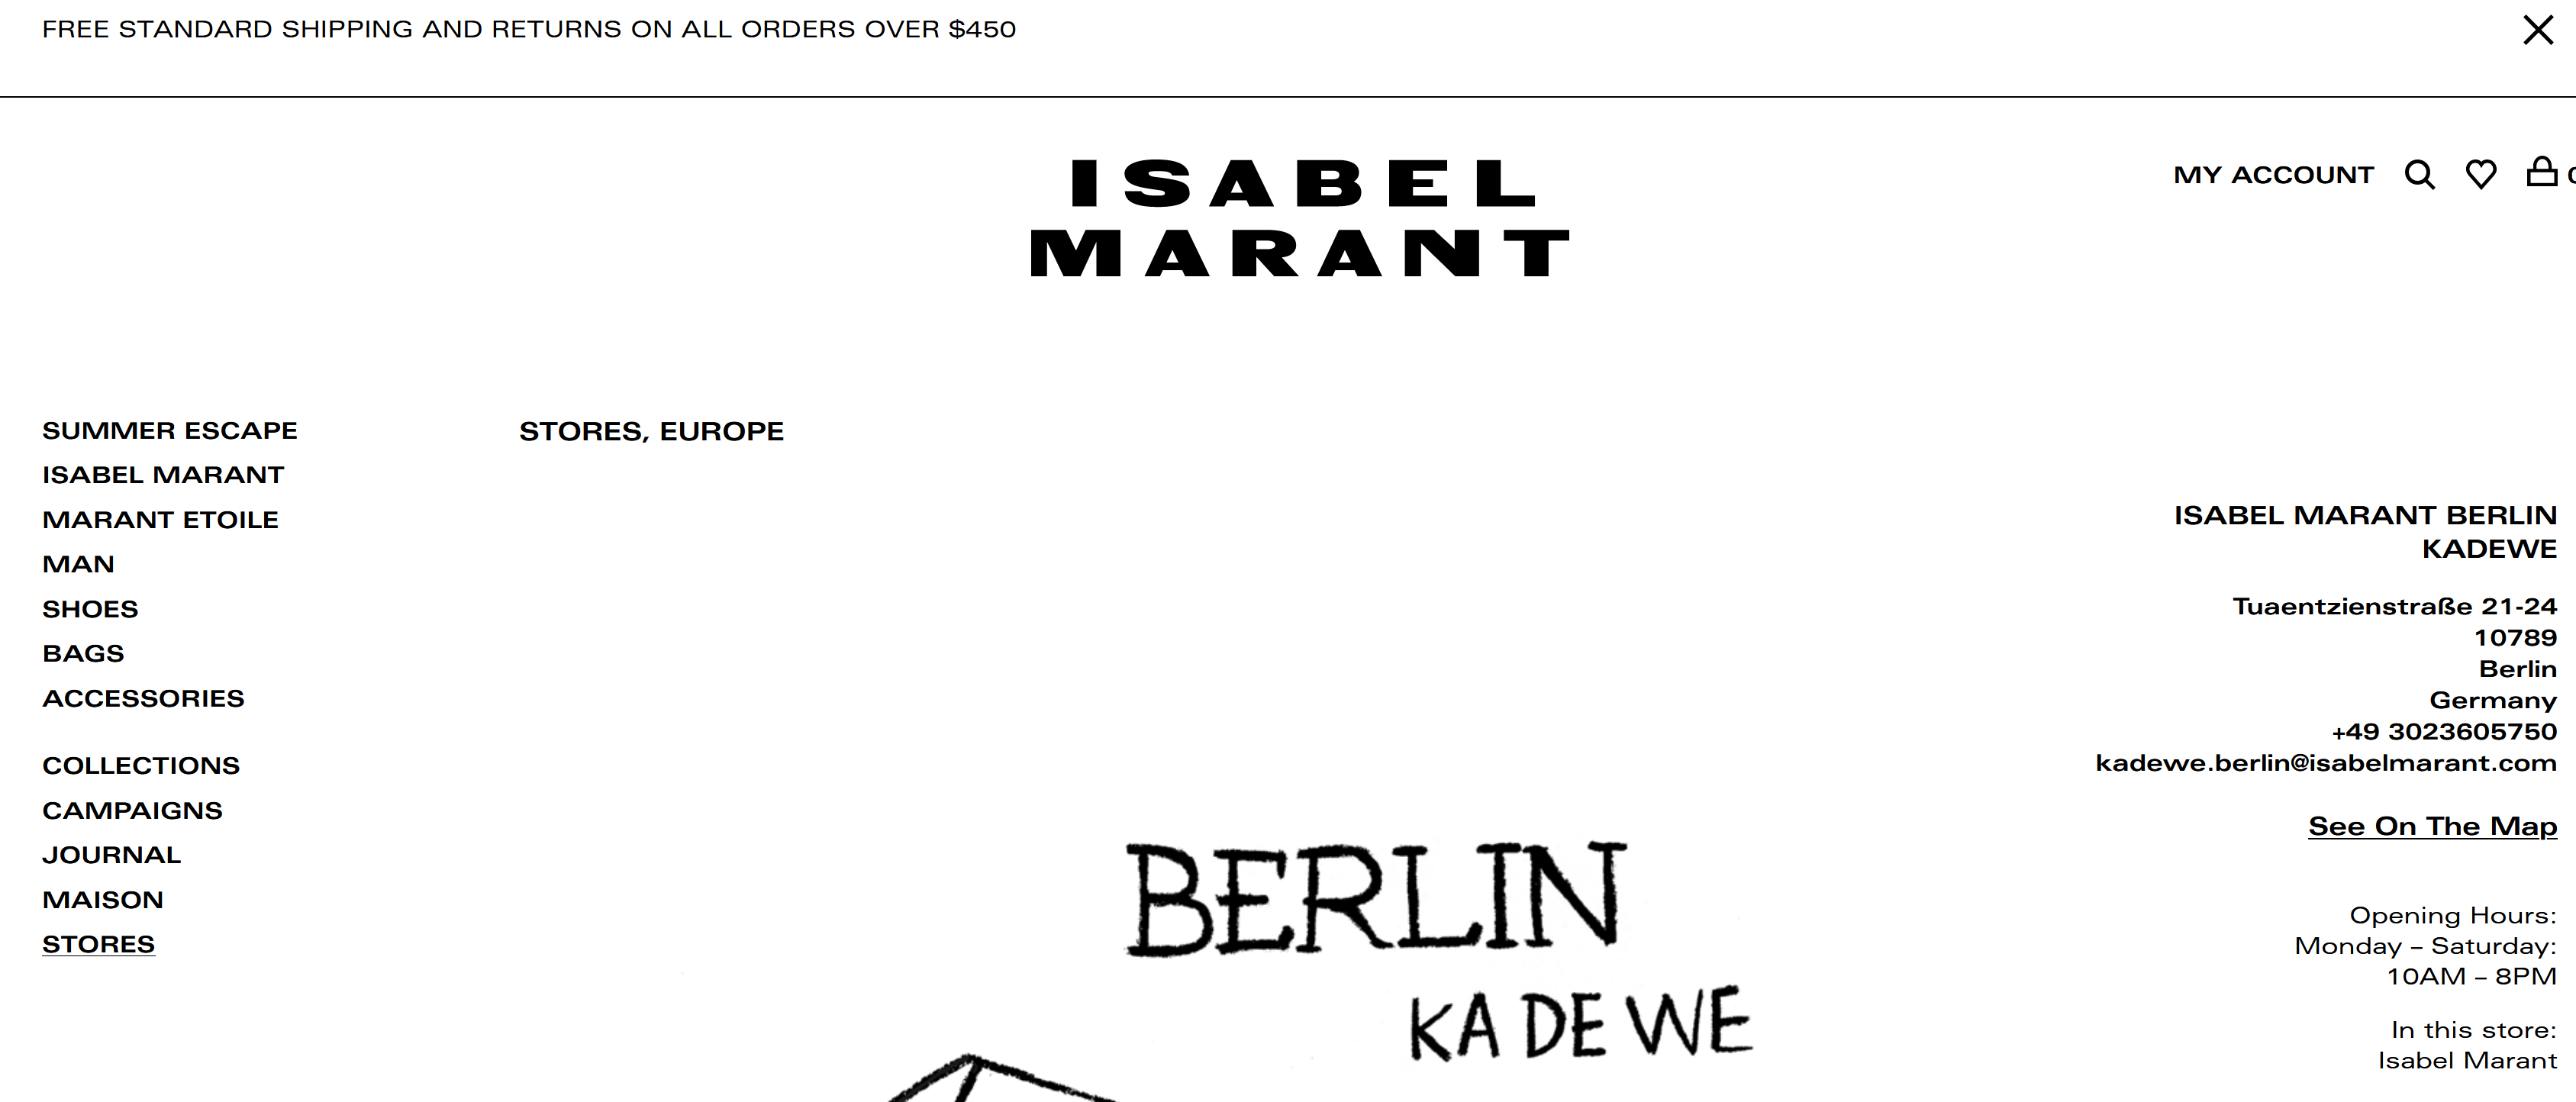 FREE STANDARD SHIPPING AND RETURNS ON ALL ORDERS OVER $450
ISABEL
MARANT
MY ACCOUNT
SUMMER ESCAPE
ISABEL MARANT
MARANT ETOILE
MAN
SHOES
BAGS
ACCESSORIES
COLLECTIONS
CAMPAIGNS
JOURNAL
MAISON
STORES
STORES, EUROPE
BERLIN
KADEWE
ISABEL MARANT BERLIN
KADEWE
Tuaentzienstraße 21-24
10789
Berlin
Germany
+49 3023605750
kadewe.berlin@isabelmarant.com
See On The Map
Opening Hours:
Monday – Saturday:
10AM – 8PM
In this store:
Isabel Marant